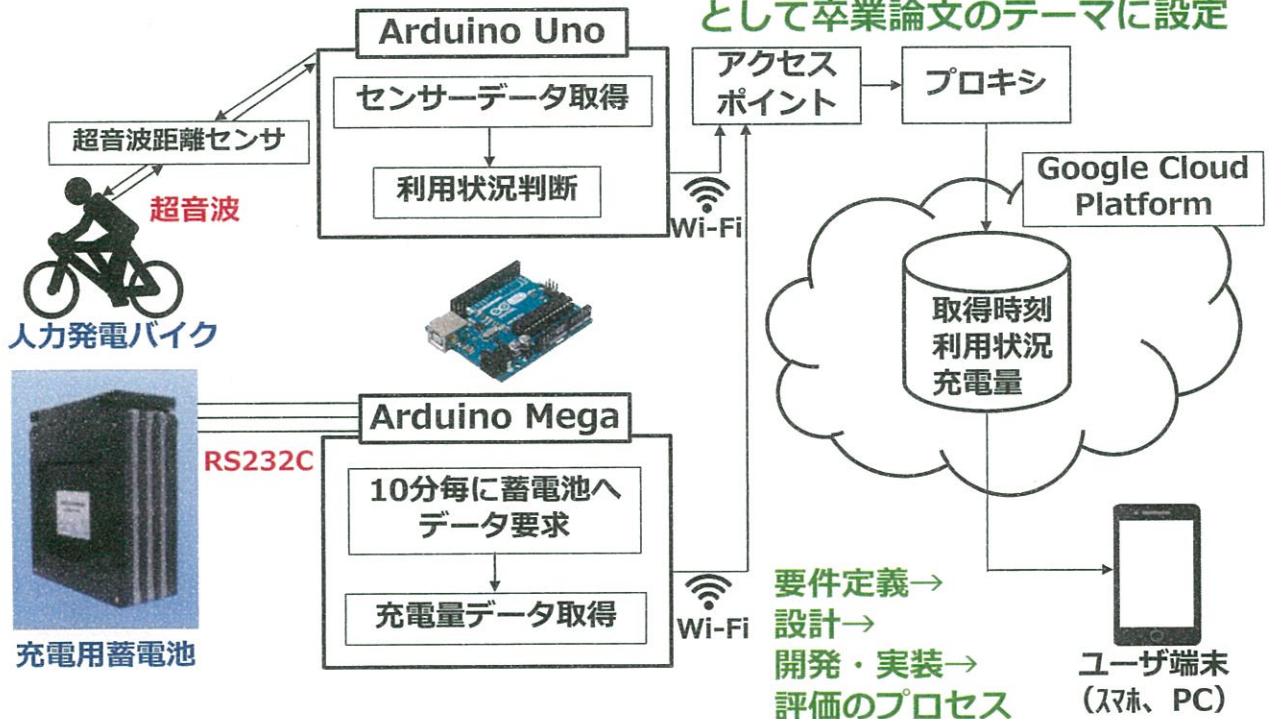 として卒業論文のテーマに設定
Arduino Uno
センサーデータ取得
利用状況判断
超音波距離センサ
超音波
人力発電バイク
Wi-Fi
アクセス
ポイント
プロキシ
Google Cloud
Platform
取得時刻
利用状況
充電量
Arduino Mega
RS232C
10分毎に蓄電池へ
データ要求
充電量データ取得
充電用蓄電池
Wi-Fi
要件定義→
設計→
開発・実装→
評価のプロセス
ユーザ端末
（ｽﾏﾎ、PC）